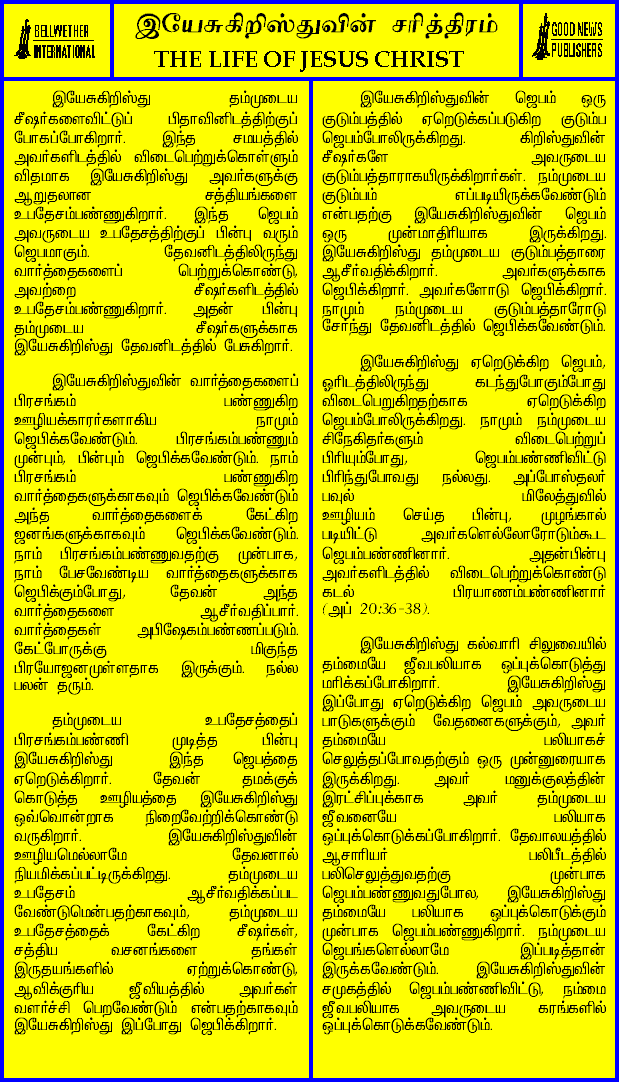 BELLWETHER
INTERNATIONAL
இயேசுகிறிஸ்துவின் சரித்திரம்
THE LIFE OF JESUS CHRIST
GOOD NEWS
PUBLISHERS
இயேசுகிறிஸ்து தம்முடைய
சீஷர்களைவிட்டுப் பிதாவினிடத்திற்குப்
போகப்போகிறார். இந்த சமயத்தில்
அவர்களிடத்தில் விடைபெற்றுக்கொள்ளும்
விதமாக இயேசுகிறிஸ்து அவர்களுக்கு
ஆறுதலான சத்தியங்களை
உபதேசம்பண்ணுகிறார். இந்த ஜெபம்
அவருடைய உபதேசத்திற்குப் பின்பு வரும்
ஜெபமாகும். தேவனிடத்திலிருந்து
வார்த்தைகளைப் பெற்றுக்கொண்டு,
அவற்றை சீஷர்களிடத்தில்
உபதேசம்பண்ணுகிறார். அதன் பின்பு
தம்முடைய சீஷர்களுக்காக
இயேசுகிறிஸ்து தேவனிடத்தில் பேசுகிறார்.
இயேசுகிறிஸ்துவின் வார்த்தைகளைப்
பிரசங்கம் பண்ணுகிற
ஊழியக்காரர்களாகிய நாமும்
ஜெபிக்கவேண்டும். பிரசங்கம்பண்ணும்
முன்பும், பின்பும் ஜெபிக்கவேண்டும். நாம்
பிரசங்கம் பண்ணுகிற
வார்த்தைகளுக்காகவும் ஜெபிக்கவேண்டும்
அந்த வார்த்தைகளைக் கேட்கிற
ஜனங்களுக்காகவும் ஜெபிக்கவேண்டும்.
நாம் பிரசங்கம்பண்ணுவதற்கு முன்பாக,
நாம் பேசவேண்டிய வார்த்தைகளுக்காக
ஜெபிக்கும்போது, தேவன் அந்த
வார்த்தைகளை ஆசீர்வதிப்பார்.
வார்த்தைகள் அபிஷேகம்பண்ணப்படும்.
கேட்போருக்கு மிகுந்த
பிரயோஜனமுள்ளதாக இருக்கும். நல்ல
பலன் தரும்.
தம்முடைய உபதேசத்தைப்
பிரசங்கம்பண்ணி முடித்த பின்பு
இயேசுகிறிஸ்து இந்த ஜெபத்தை
ஏறெடுக்கிறார். தேவன் தமக்குக்
கொடுத்த ஊழியத்தை இயேசுகிறிஸ்து
ஒவ்வொன்றாக நிறைவேற்றிக்கொண்டு
வருகிறார். இயேசுகிறிஸ்துவின்
ஊழியமெல்லாமே தேவனால்
நியமிக்கப்பட்டிருக்கிறது. தம்முடைய
உபதேசம் ஆசீர்வதிக்கப்பட
வேண்டுமென்பதற்காகவும், தம்முடைய
உபதேசத்தைக் கேட்கிற சீஷர்கள்,
சத்திய வசனங்களை தங்கள்
இருதயங்களில் ஏற்றுக்கொண்டு,
ஆவிக்குரிய ஜீவியத்தில் அவர்கள்
வளர்ச்சி பெறவேண்டும் என்பதற்காகவும்
இயேசுகிறிஸ்து இப்போது ஜெபிக்கிறார்.
இயேசுகிறிஸ்துவின் ஜெபம் ஒரு
குடும்பத்தில் ஏறெடுக்கப்படுகிற குடும்ப
ஜெபம்போலிருக்கிறது. கிறிஸ்துவின்
சீஷர்களே அவருடைய
குடும்பத்தாராகயிருக்கிறார்கள். நம்முடைய
குடும்பம் எப்படியிருக்கவேண்டும்
என்பதற்கு இயேசுகிறிஸ்துவின் ஜெபம்
ஒரு முன்மாதிரியாக இருக்கிறது.
இயேசுகிறிஸ்து தம்முடைய குடும்பத்தாரை
ஆசீர்வதிக்கிறார். அவர்களுக்காக
ஜெபிக்கிறார். அவர்களோடு ஜெபிக்கிறார்.
நாமும் நம்முடைய குடும்பத்தாரோடு
சேர்ந்து தேவனிடத்தில் ஜெபிக்கவேண்டும்.
இயேசுகிறிஸ்து ஏறெடுக்கிற ஜெபம்,
ஓரிடத்திலிருந்து கடந்துபோகும்போது
விடைபெறுகிறதற்காக ஏறெடுக்கிற
ஜெபம்போலிருக்கிறது. நாமும் நம்முடைய
சிநேகிதர்களும் விடைபெற்றுப்
பிரியும்போது, ஜெபம்பண்ணிவிட்டு
பிரிந்துபோவது நல்லது. அப்போஸ்தலர்
பவுல் மிலேத்துவில்
ஊழியம் செய்த பின்பு, முழங்கால்
படியிட்டு அவர்களெல்லோரோடும்கூட
ஜெபம்பண்ணினார். அதன்பின்பு
அவர்களிடத்தில் விடைபெற்றுக்கொண்டு
கடல் பிரயாணம்பண்ணினார்
(அப் 20:36-38).
இயேசுகிறிஸ்து கல்வாரி சிலுவையில்
தம்மையே ஜீவபலியாக ஒப்புக்கொடுத்து
மரிக்கப்போகிறார். இயேசுகிறிஸ்து
இப்போது ஏறெடுக்கிற ஜெபம் அவருடைய
பாடுகளுக்கும் வேதனைகளுக்கும், அவர்
தம்மையே பலியாகச்
செலுத்தப்போவதற்கும் ஒரு முன்னுரையாக
இருக்கிறது. அவர் மனுக்குலத்தின்
இரட்சிப்புக்காக அவர் தம்முடைய
ஜீவனையே பலியாக
ஒப்புக்கொடுக்கப்போகிறார். தேவாலயத்தில்
ஆசாரியர் பலிபீடத்தில்
பலிசெலுத்துவதற்கு முன்பாக
ஜெபம்பண்ணுவதுபோல, இயேசுகிறிஸ்து
தம்மையே பலியாக ஒப்புக்கொடுக்கும்
முன்பாக ஜெபம்பண்ணுகிறார். நம்முடைய
ஜெபங்களெல்லாமே இப்படித்தான்
இருக்கவேண்டும். இயேசுகிறிஸ்துவின்
சமுகத்தில் ஜெபம்பண்ணிவிட்டு, நம்மை
ஜீவபலியாக அவருடைய கரங்களில்
ஒப்புக்கொடுக்கவேண்டும்.